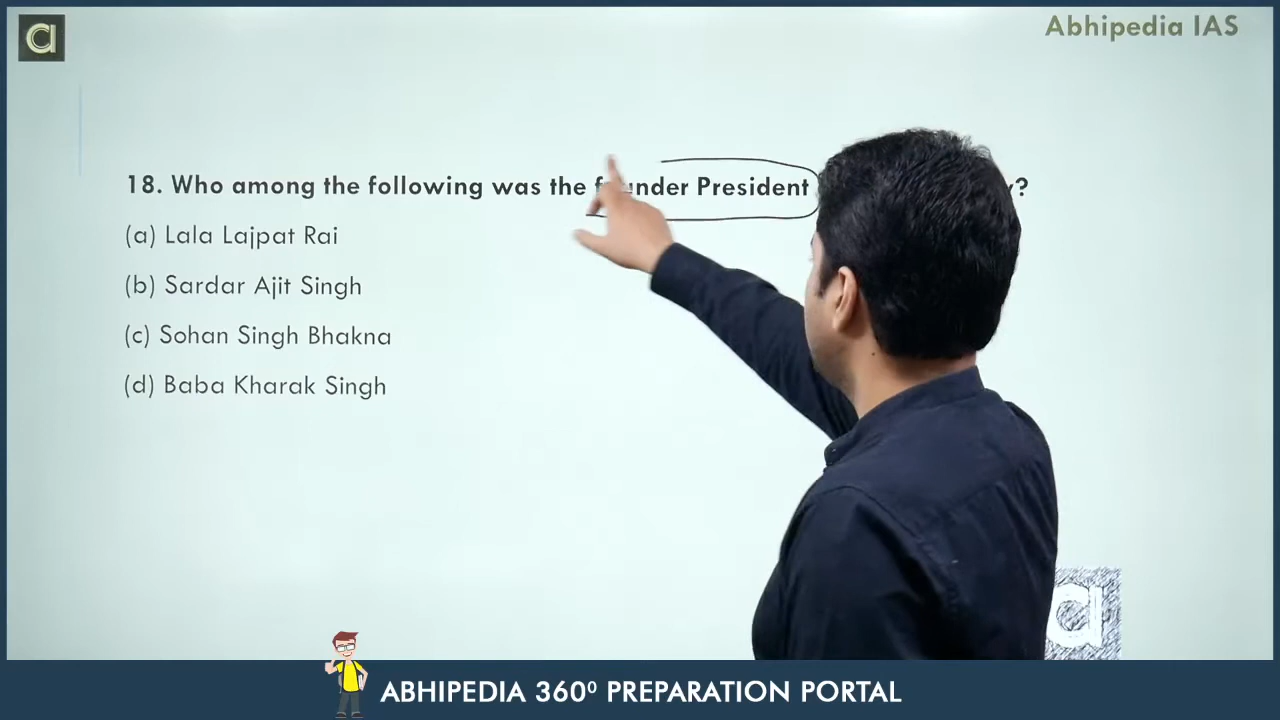 Abhipedia IAS
18. Who among the following was the founder President ?
(a) Lala Lajpat Rai
(b) Sardar Ajit Singh
(c) Sohan Singh Bhakna
(d) Baba Kharak Singh
ABHIPEDIA 360⁰ PREPARATION PORTAL